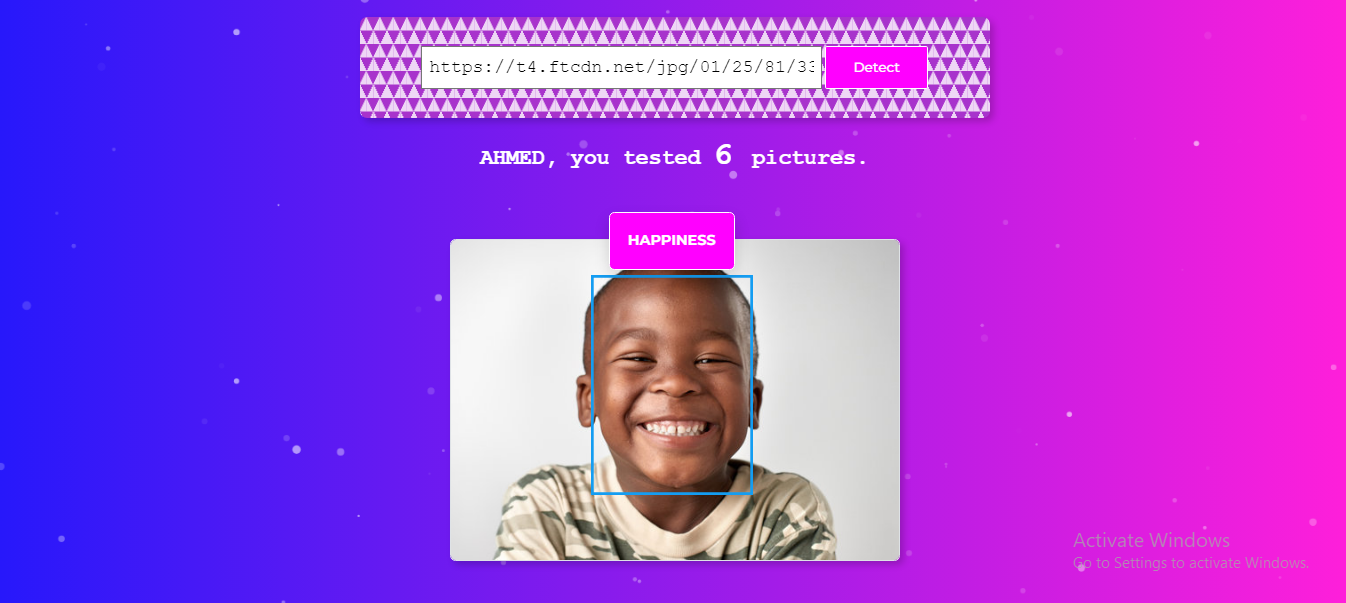 https://t4.ftcdn.net/jpg/01/25/81/33
Detect
AHMED, you tested 6 pictures.
HAPPINESS
Activate Windows
Go to Settings to activate Windows.